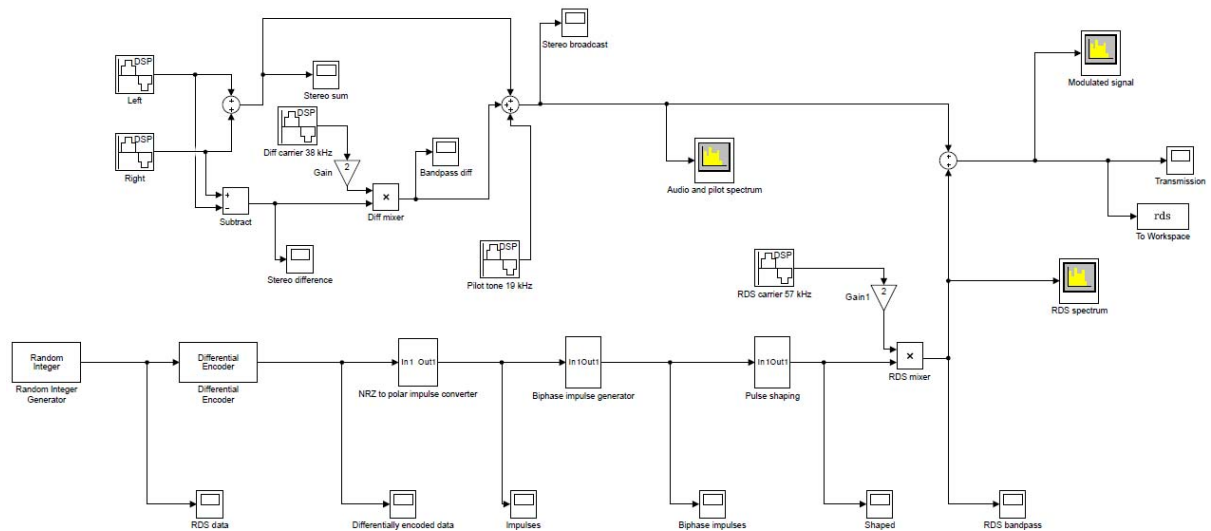 Stereo broadcast
Modulated signal
DSP
Left
Stereo sum
DSP
Diff carrier 38 kHz
DSP
Right
2
Gain
Bandpass diff
Audio and pilot spectrum
Transmission
+
−
Subtract
×
Diff mixer
rds
To Workspace
Stereo difference
DSP
Pilot tone 19 kHz
DSP
RDS carrier 57 kHz
2
Gain1
RDS spectrum
Random
Integer
Random Integer
Generator
Differential
Encoder
Differential
Encoder
In1 Out1
NRZ to polar impulse converter
In1Out1
Biphase impulse generator
In1Out1
Pulse shaping
×
RDS mixer
RDS data
Differentially encoded data
Impulses
Biphase impulses
Shaped
RDS bandpass